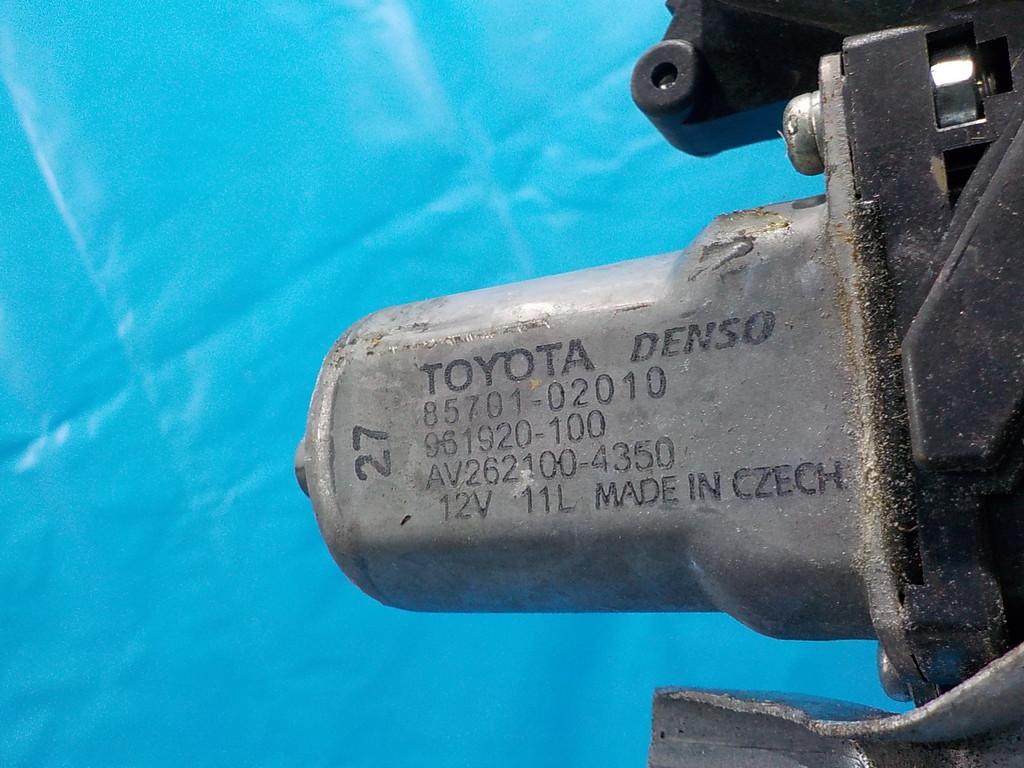 TOYOTA DENSO
85701-02010
961920-100
AV262100-4350
12V 11L MADE IN CZECH
27